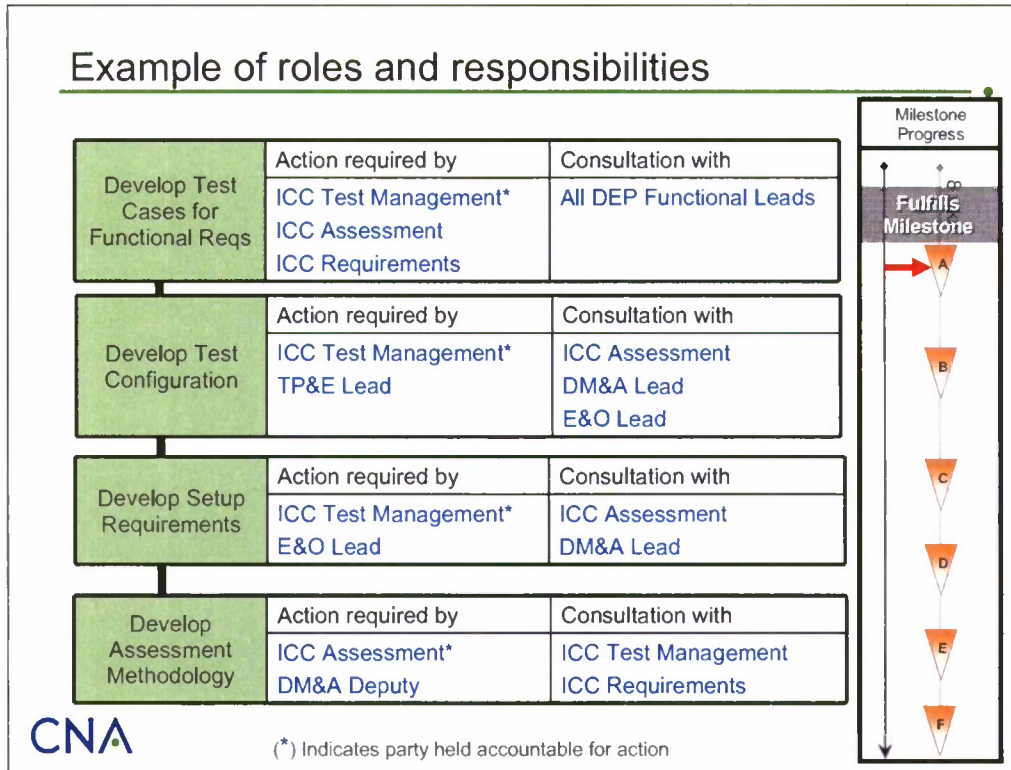 Example of roles and responsibilities
Milestone
Progress
Fulfills
Milestone
A
B
C
D
E
F
Develop Test
Cases for
Functional Reqs
Action required by
Consultation with
ICC Test Management*
All DEP Functional Leads
ICC Assessment
ICC Requirements
Develop Test
Configuration
Action required by
Consultation with
ICC Test Management*
ICC Assessment
TP&E Lead
DM&A Lead
E&O Lead
Develop Setup
Requirements
Action required by
Consultation with
ICC Test Management*
ICC Assessment
E&O Lead
DM&A Lead
Develop
Assessment
Methodology
Action required by
Consultation with
ICC Assessment*
ICC Test Management
DM&A Deputy
ICC Requirements
CNA
(*) Indicates party held accountable for action